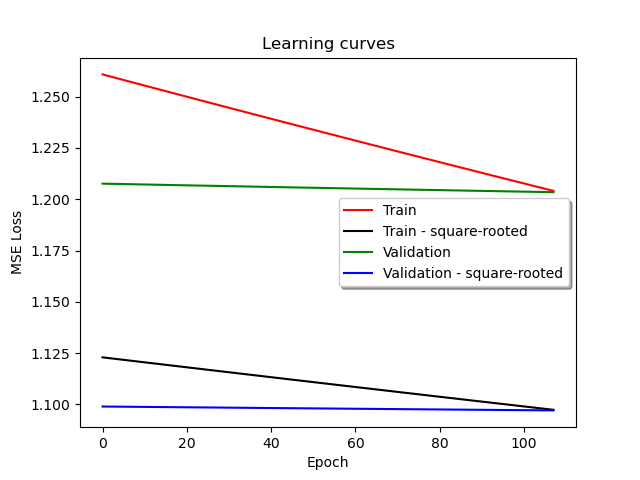 Learning curves
1.250
1.225
1.200
1.175
1.150
1.125
1.100
MSE Loss
Train
Train - square-rooted
Validation
Validation - square-rooted
0
20
40
60
80
100
Epoch